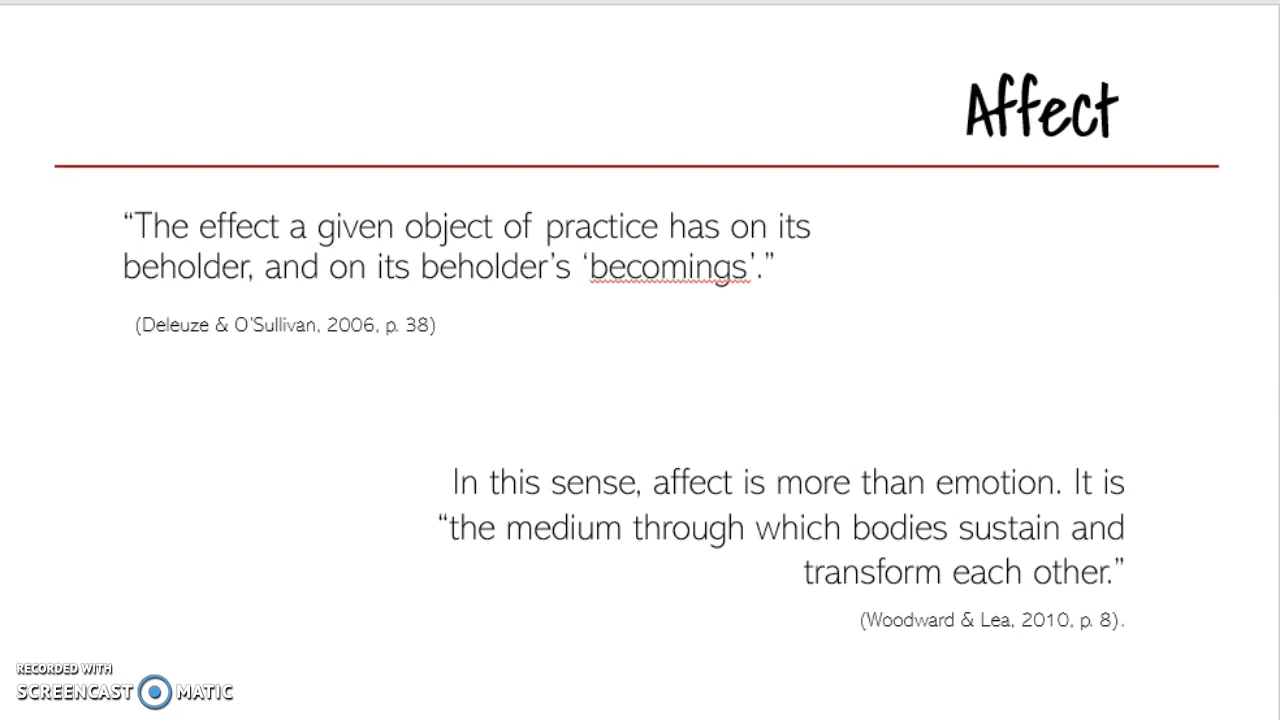 Affect
“The effect a given object of practice has on its
beholder, and on its beholder’s ‘becomings’.”
(Deleuze & O’Sullivan, 2006, p. 38)
In this sense, affect is more than emotion. It is
“the medium through which bodies sustain and
transform each other.”
(Woodward & Lea, 2010, p. 8).
RECORDED WITH
SCREENCAST MATIC